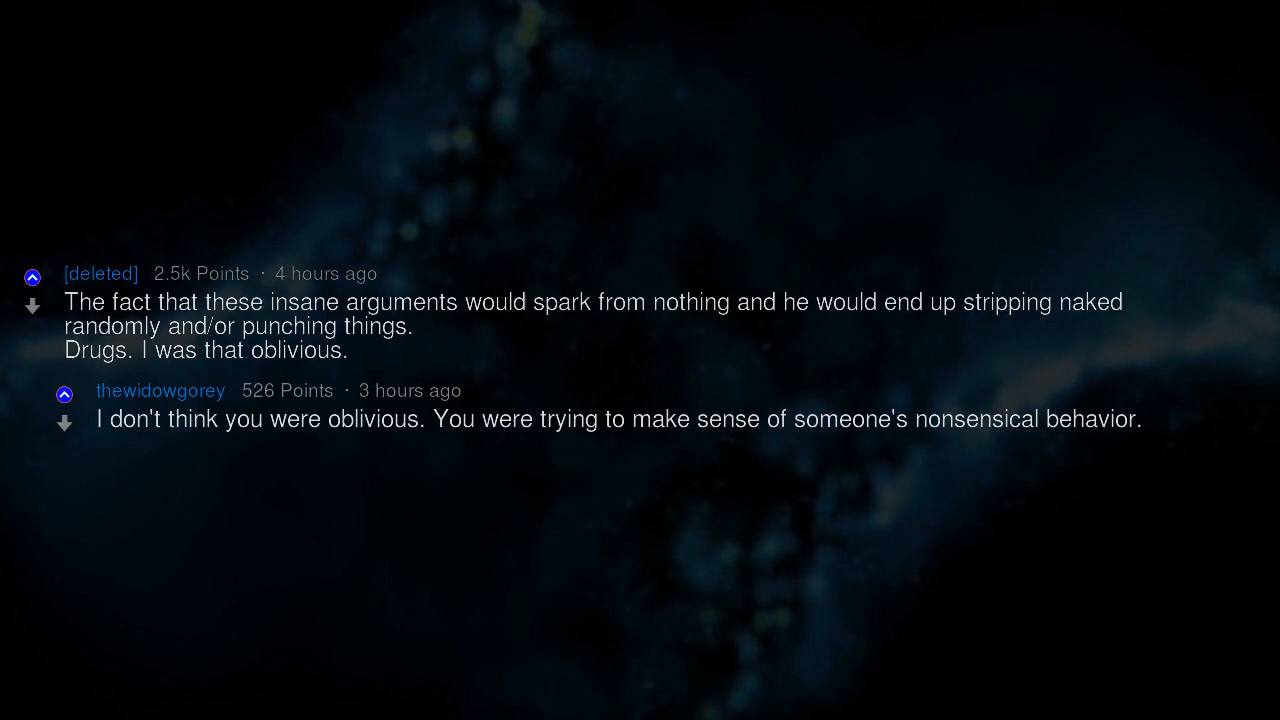 [deleted] 2.5k Points · 4 hours ago
The fact that these insane arguments would spark from nothing and he would end up stripping naked
randomly and/or punching things.
Drugs. I was that oblivious.
thewidowgorey 526 Points · 3 hours ago
I don't think you were oblivious. You were trying to make sense of someone's nonsensical behavior.